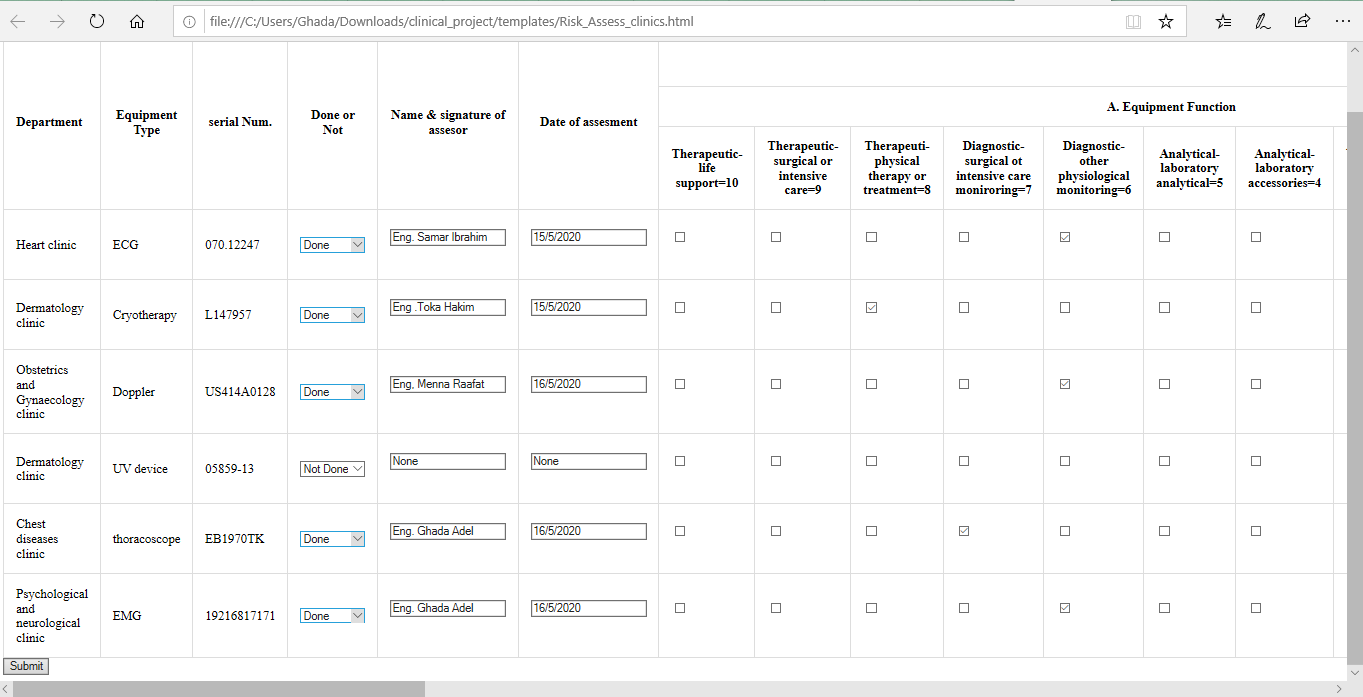 file:///C:/Users/Ghada/Downloads/clinical_project/templates/Risk_Assess_clinics.html
A. Equipment Function
Department
Equipment
Type
serial Num.
Done or
Not
Name & signature of
assesor
Date of assesment
Therapeutic-
life
support=10
Therapeutic-
surgical or
intensive
care=9
Therapeuti-
physical
therapy or
treatment=8
Diagnostic-
surgical ot
intensive care
moniroring=7
Diagnostic-
other
physiological
monitoring=6
Analytical-
laboratory
analytical=5
Analytical-
laboratory
accessories=4
Heart clinic
ECG
070.12247
Done
Eng. Samar Ibrahim
15/5/2020
Dermatology
clinic
Cryotherapy
L147957
Done
Eng .Toka Hakim
15/5/2020
Obstetrics
and
Gynaecology
clinic
Doppler
US414A0128
Done
Eng, Menna Raafat
16/5/2020
Dermatology
clinic
UV device
05859-13
Not Done
None
None
Chest
diseases
clinic
thoracoscope
EB1970TK
Done
Eng. Ghada Adel
16/5/2020
Psychological
and
neurological
clinic
EMG
19216817171
Done
Eng. Ghada Adel
16/5/2020
Submit